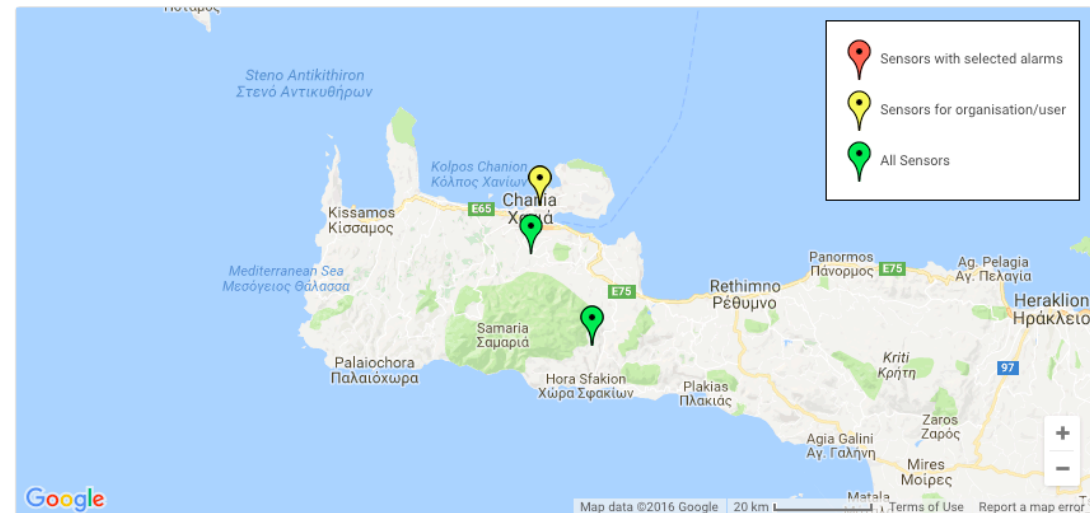 Ποταμός
Steno Antikithiron
Στενό Αντικυθήρων
Kolpos Chanion
Κόλπος Χανίων
Chania
E65
Kissamos
Κίσσαμος
Mediterranean Sea
Μεσόγειος Θάλασσα
E75
Rethimno
Ρέθυμνο
Panormos
Πάνορμος
E75
Ag. Pelagia
Αγ. Πελαγία
Heraklion
Ηράκλειο
Samaria
Σαμαριά
Palaiochora
Παλαιόχωρα
Hora Sfakion
Χώρα Σφακίων
Plakias
Πλακιάς
Kriti
Κρήτη
97
Zaros
Ζαρός
Agia Galini
Αγ. Γαλήνη
Mires
Μοίρες
Matala
Sensors with selected alarms
Sensors for organisation/user
All Sensors
+
−
Google
Map data ©2016 Google
20 km
Terms of Use
Report a map error